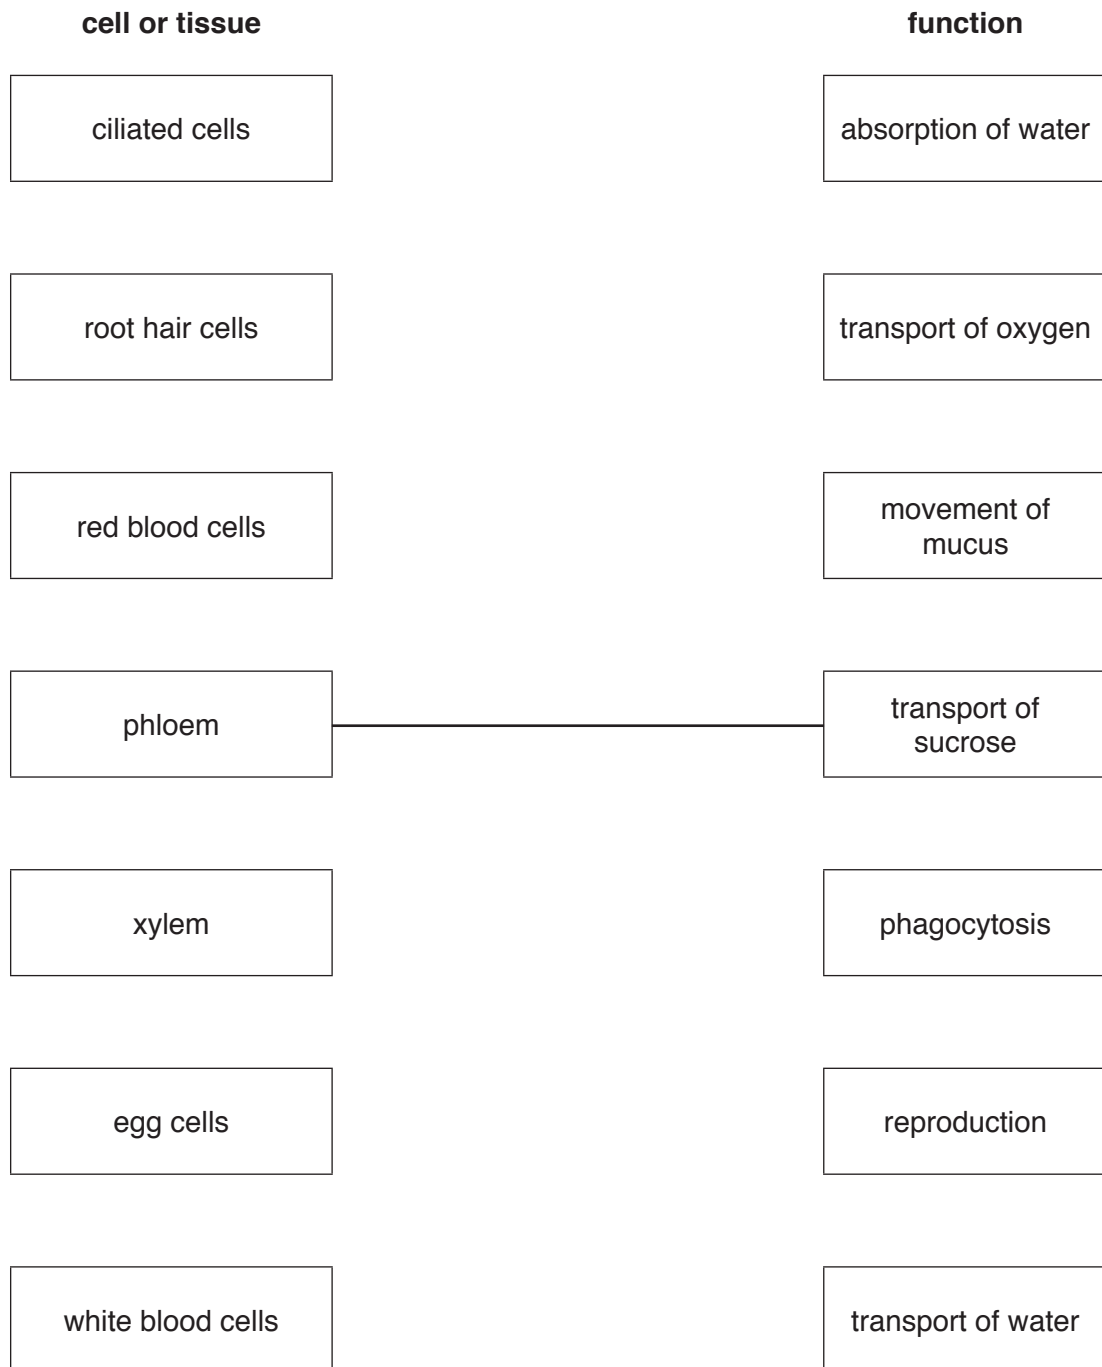 cell or tissue
function
ciliated cells
absorption of water
root hair cells
transport of oxygen
red blood cells
movement of
mucus
phloem
transport of
sucrose
xylem
phagocytosis
egg cells
reproduction
white blood cells
transport of water